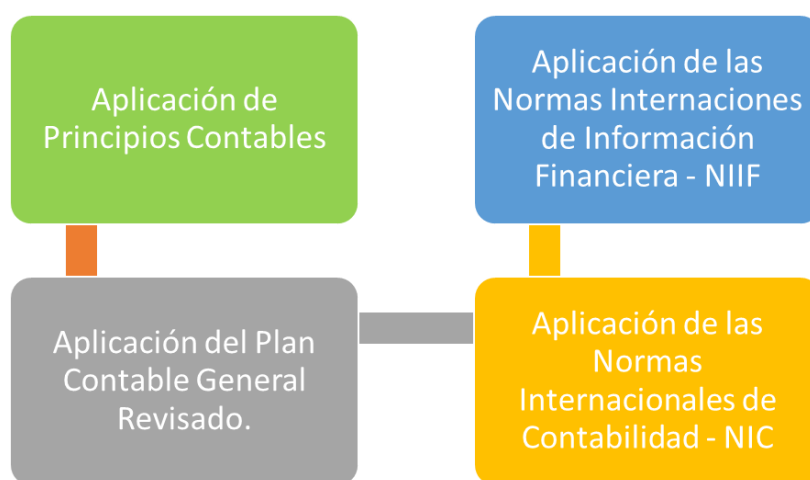 Aplicación de
Principios Contables
Aplicación del Plan
Contable General
Revisado.
Aplicación de las
Normas
Internacionales de
Contabilidad - NIC
Aplicación de las
Normas Internaciones
de Información
Financiera - NIIF